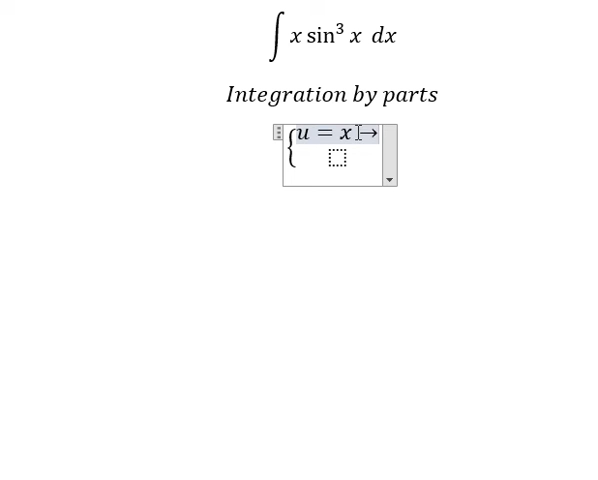 ∫ x sin³ x dx
Integration by parts
{u = x →